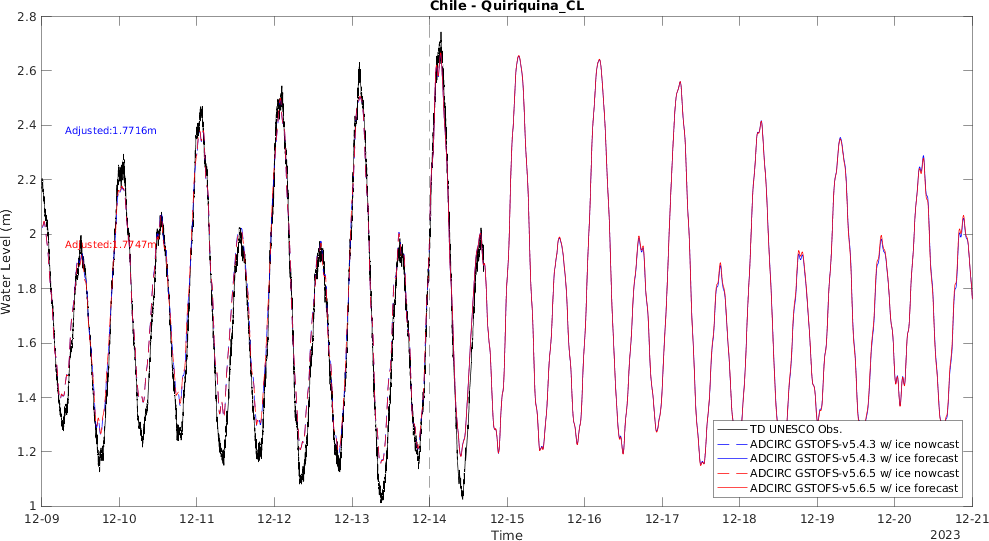 Chile - Quiriquina_CL
2.8
2.6
2.4
2.2
2
1.8
1.6
1.4
1.2
1
Water Level (m)
Adjusted:1.7716m
Adjusted:1.7747m
TD UNESCO Obs.
ADCIRC GSTOFS-v5.4.3 w/ ice nowcast
ADCIRC GSTOFS-v5.4.3 w/ ice forecast
ADCIRC GSTOFS-v5.6.5 w/ ice nowcast
ADCIRC GSTOFS-v5.6.5 w/ ice forecast
12-09 12-10 12-11 12-12 12-13 12-14 12-15 12-16 12-17 12-18 12-19 12-20 12-21
Time
2023